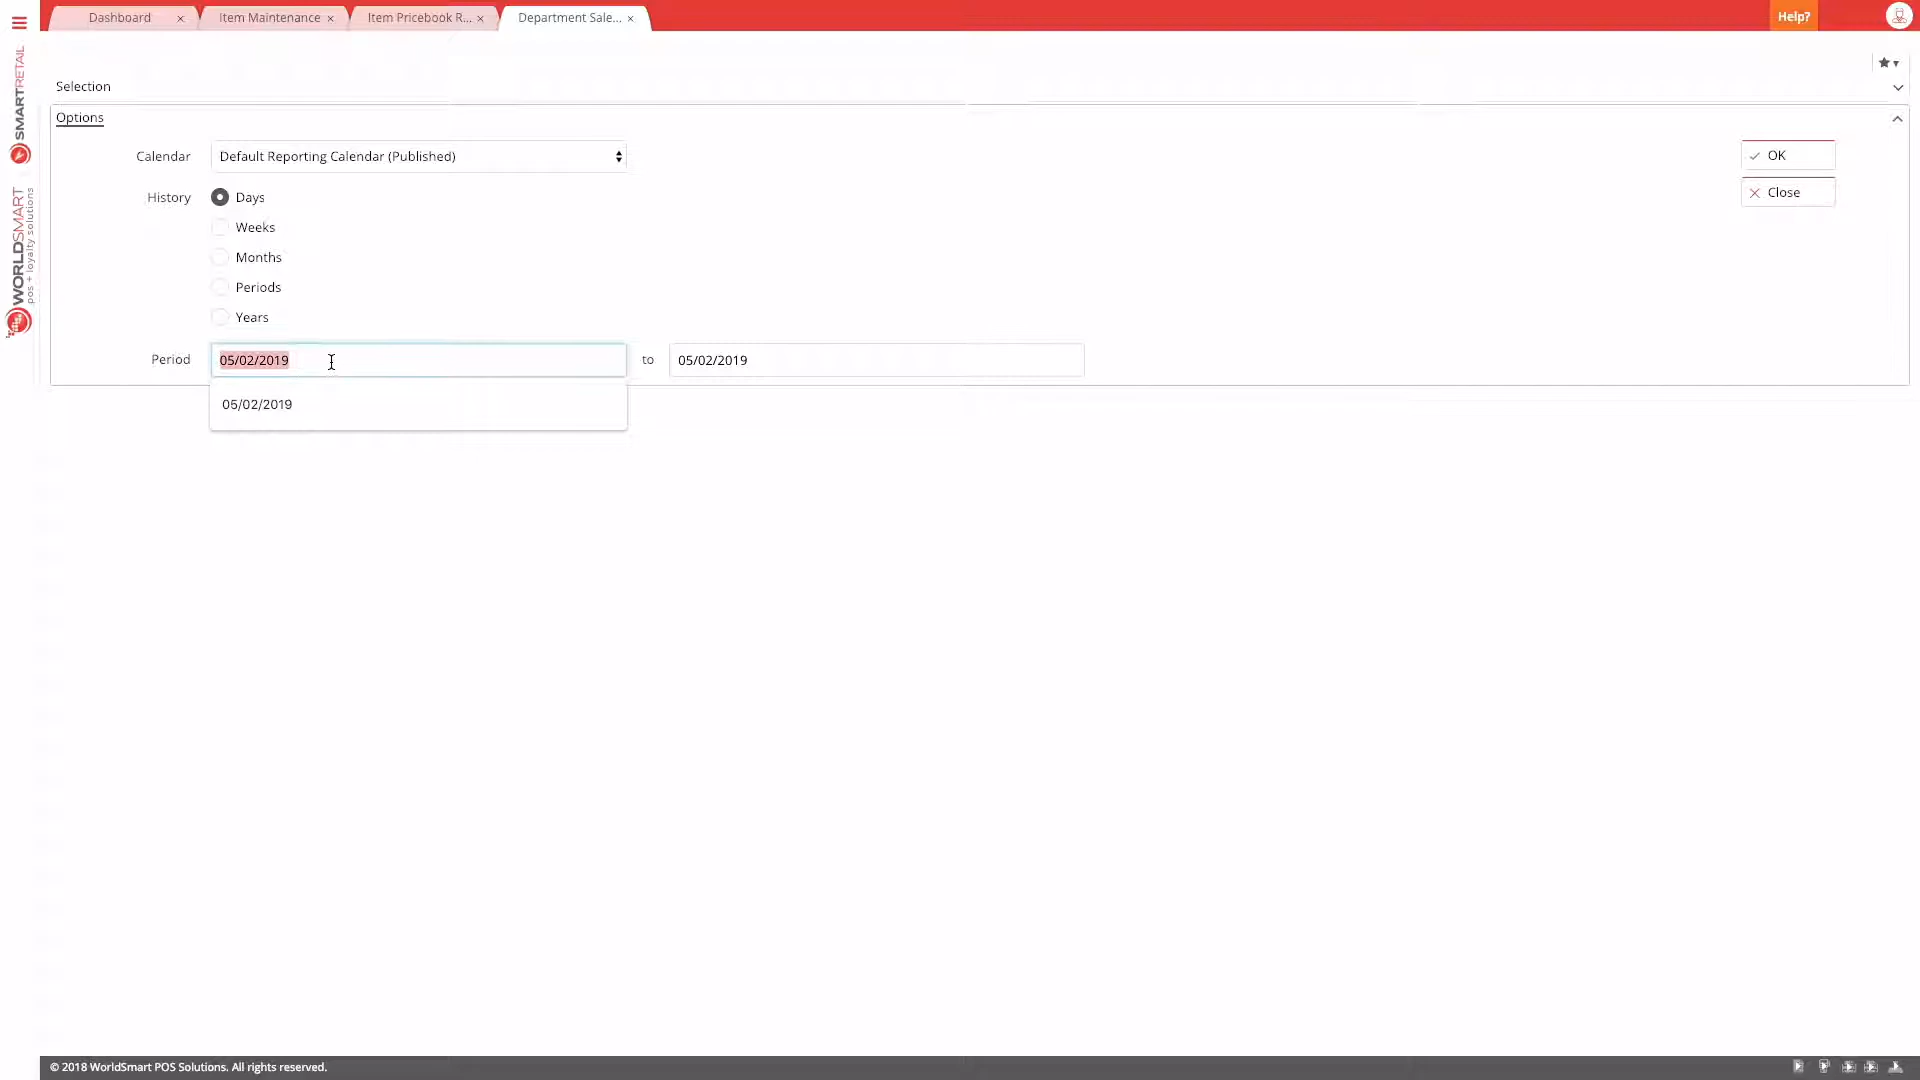 Dashboard ×
Item Maintenance ×
Item Pricebook R... ×
Department Sale... ×
Help?
SMARTRETAIL
WORLDSMART
pos + loyalty solutions
Selection
Options
Calendar
Default Reporting Calendar (Published)
OK
Close
History
Days
Weeks
Months
Periods
Years
Period
05/02/2019
to
05/02/2019
05/02/2019
© 2018 WorldSmart POS Solutions. All rights reserved.